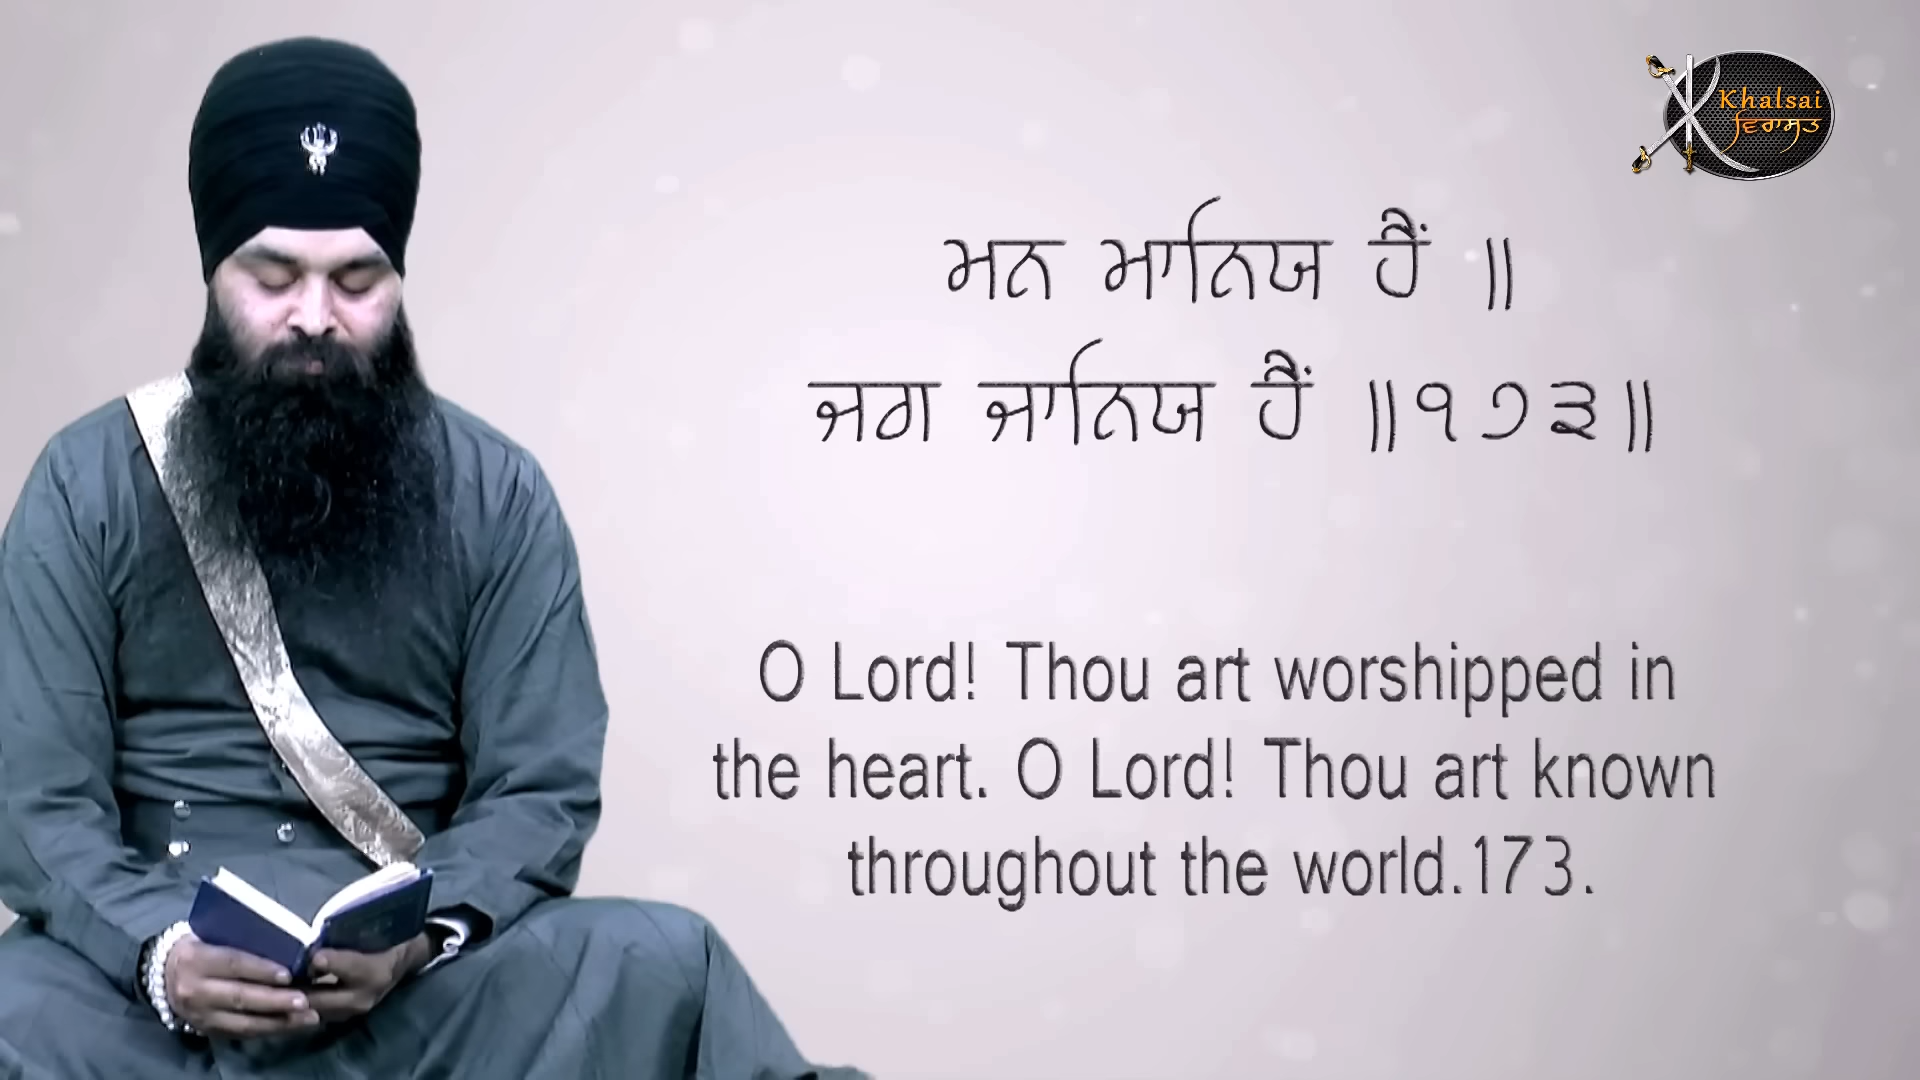 Khalsai
ਵਿਰਾਸਤ
ਮਨ ਮਾਨਿਯ ਹੈਂ ॥
ਜਗ ਜਾਨਿਯ ਹੈਂ ॥੧੭੩॥
O Lord! Thou art worshipped in
the heart. O Lord! Thou art known
throughout the world.173.